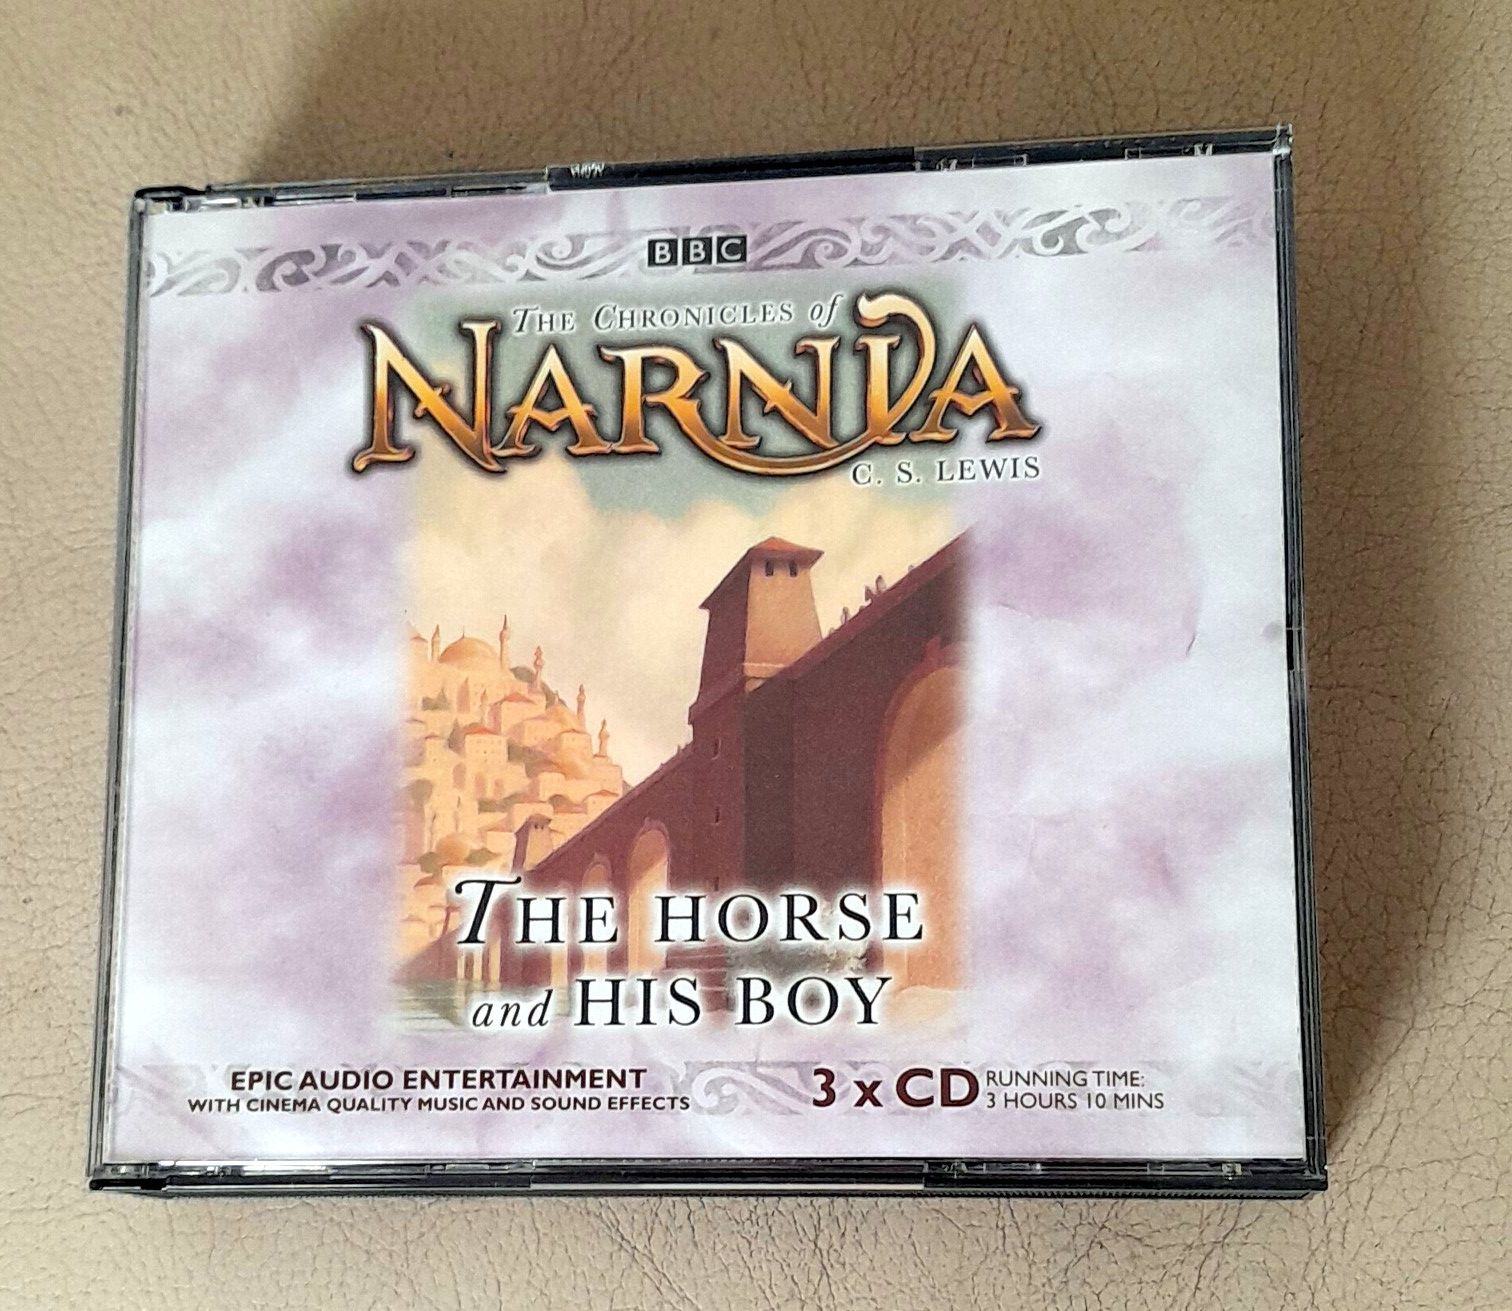 BBC
THE CHRONICLES of
NARNIA
C. S. LEWIS
THE HORSE
and HIS BOY
EPIC AUDIO ENTERTAINMENT
WITH CINEMA QUALITY MUSIC AND SOUND EFFECTS
3 x CD
RUNNING TIME:
3 HOURS 10 MINS